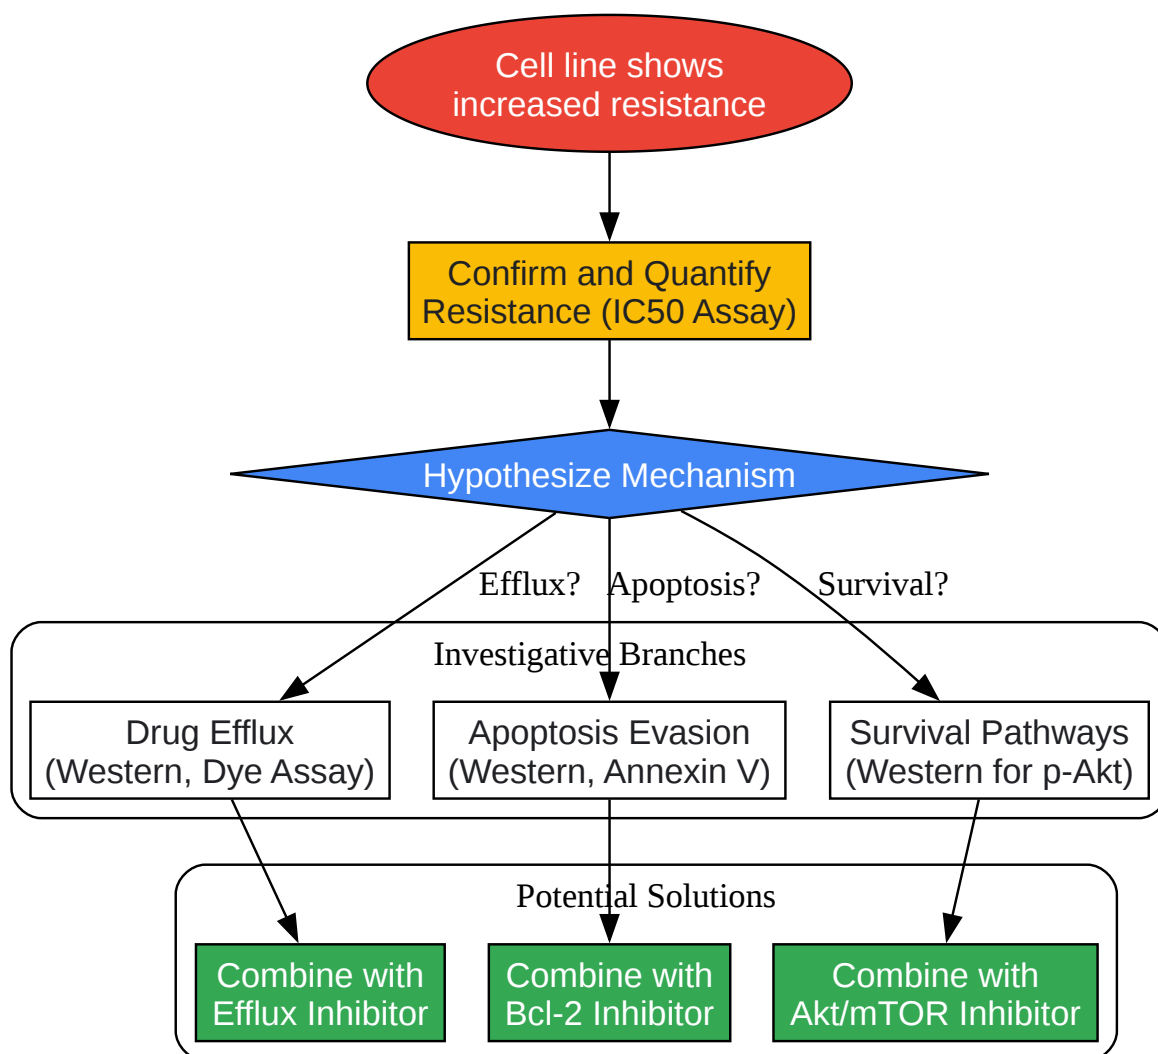 Cell line shows
increased resistance
Confirm and Quantify
Resistance (IC50 Assay)
Hypothesize Mechanism
Efflux?
Apoptosis?
Survival?
Investigative Branches
Drug Efflux
(Western, Dye Assay)
Apoptosis Evasion
(Western, Annexin V)
Survival Pathways
(Western for p-Akt)
Potential Solutions
Combine with
Efflux Inhibitor
Combine with
Bcl-2 Inhibitor
Combine with
Akt/mTOR Inhibitor